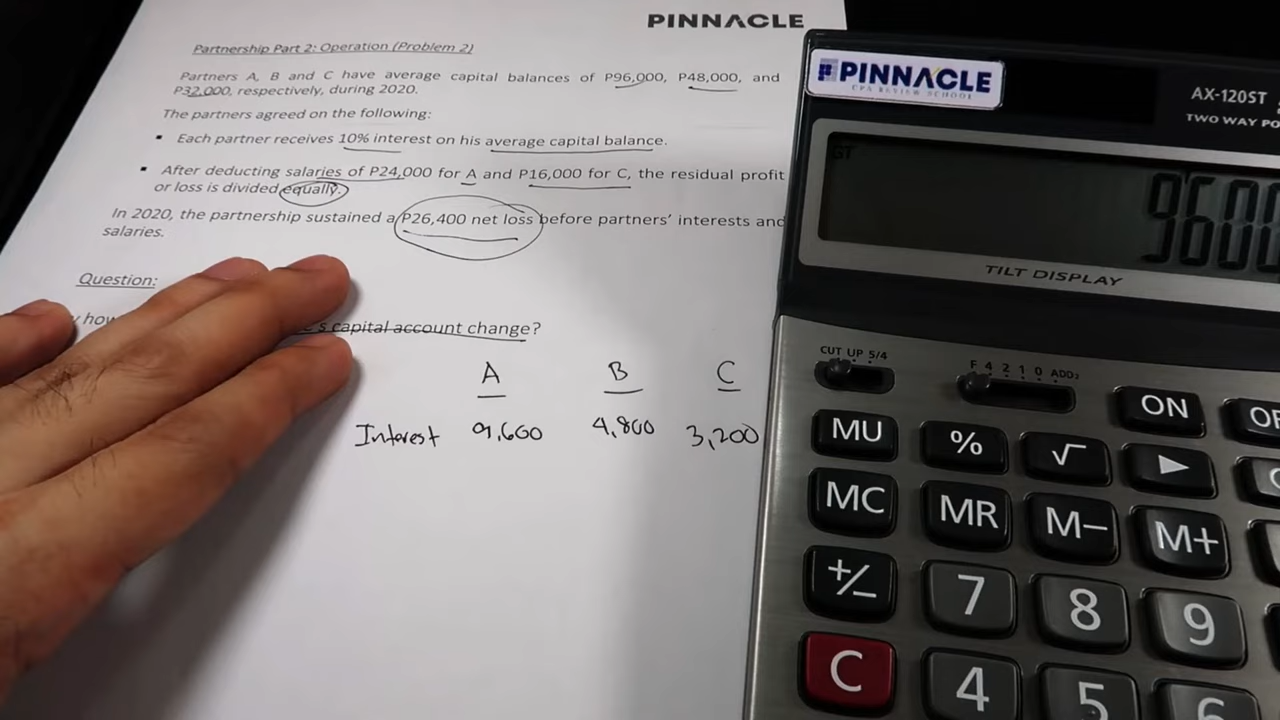 PINNACLE
Partnership Part 2: Operation (Problem 2)
Partners A, B and C have average capital balances of P96,000, P48,000, and
P32,000, respectively, during 2020.
The partners agreed on the following:
▪ Each partner receives 10% interest on his average capital balance.
▪ After deducting salaries of P24,000 for A and P16,000 for C, the residual profit
or loss is divided equally.
In 2020, the partnership sustained a P26,400 net loss before partners' interests and
salaries.
Question:
capital account change?
A B C
Interest 9,600 4,800 3,200
PINNACLE
CPA REVIEW SCHOOL
AX-120ST
TWO WAY
GT
9600
TILT DISPLAY
CUT UP 5/4
F 4 2 1 0 ADD2
ON
MU % √ ▶
MC MR M− M+
+/− 7 8 9
C 4 5 6